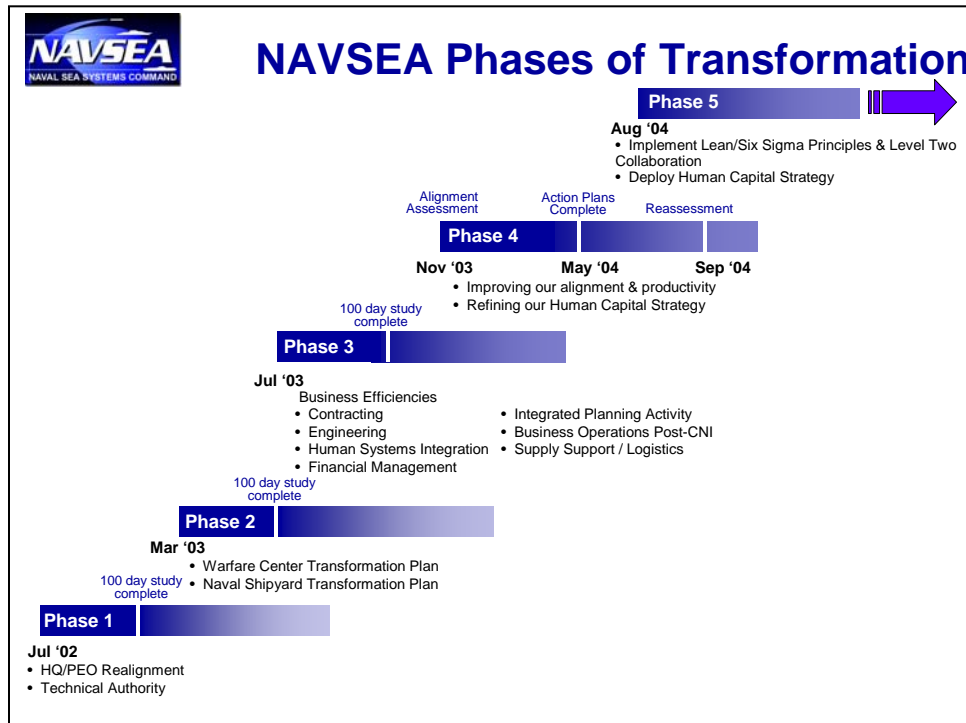 NAVSEA
NAVAL SEA SYSTEMS COMMAND
NAVSEA Phases of Transformation
Phase 5
Aug ‘04
• Implement Lean/Six Sigma Principles & Level Two
Collaboration
• Deploy Human Capital Strategy
Alignment
Assessment
Action Plans
Complete
Reassessment
Phase 4
Nov ‘03
May ‘04
Sep ‘04
• Improving our alignment & productivity
• Refining our Human Capital Strategy
100 day study
complete
Phase 3
Jul ‘03
Business Efficiencies
• Contracting
• Engineering
• Human Systems Integration
• Financial Management
• Integrated Planning Activity
• Business Operations Post-CNI
• Supply Support / Logistics
100 day study
complete
Phase 2
Mar ‘03
• Warfare Center Transformation Plan
• Naval Shipyard Transformation Plan
100 day study
complete
Phase 1
Jul ‘02
• HQ/PEO Realignment
• Technical Authority